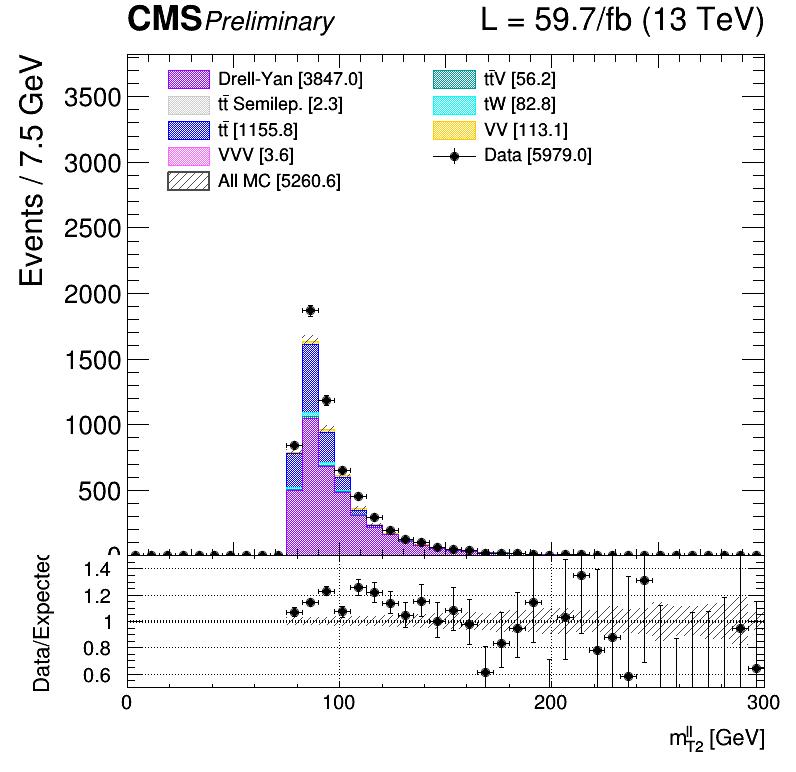 CMS Preliminary L = 59.7/fb (13 TeV)
Events / 7.5 GeV
3500
3000
2500
2000
1500
1000
500
0
Drell-Yan [3847.0]
tt̄ Semilep. [2.3]
tt̄ [1155.8]
VVV [3.6]
All MC [5260.6]
tt̄V [56.2]
tW [82.8]
VV [113.1]
Data [5979.0]
Data/Expected
1.4
1.2
1
0.8
0.6
0 100 200 300
m_T2^ll [GeV]